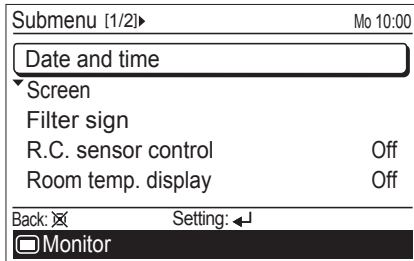 Submenu [1/2] Mo 10:00
Date and time
Screen
Filter sign
R.C. sensor control Off
Room temp. display Off
Back: Setting:
Monitor